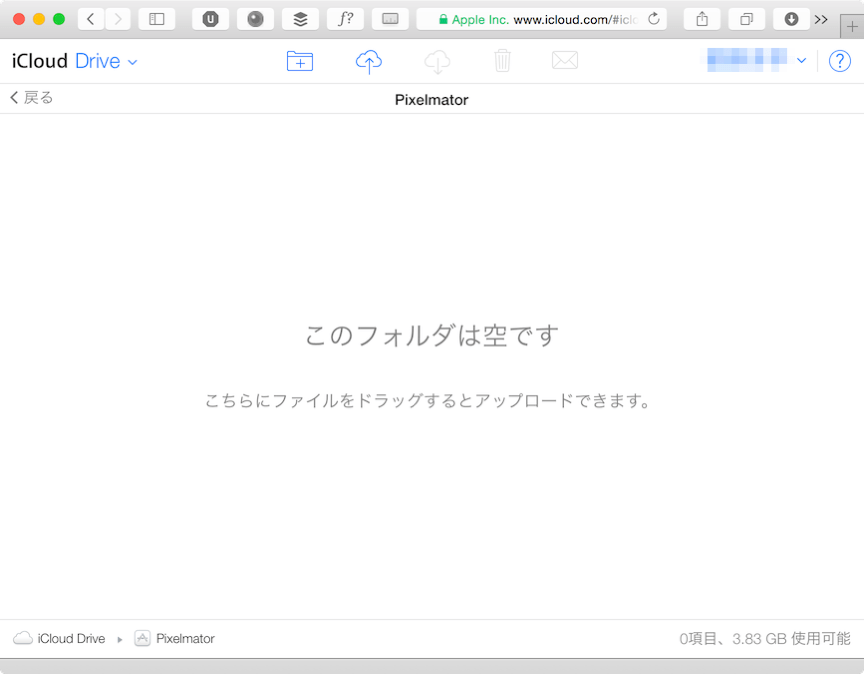 f?
Apple Inc. www.icloud.com/#iclo
iCloud Drive
戻る
Pixelmator
このフォルダは空です
こちらにファイルをドラッグするとアップロードできます。
iCloud Drive ▸ Pixelmator
0項目、3.83 GB 使用可能